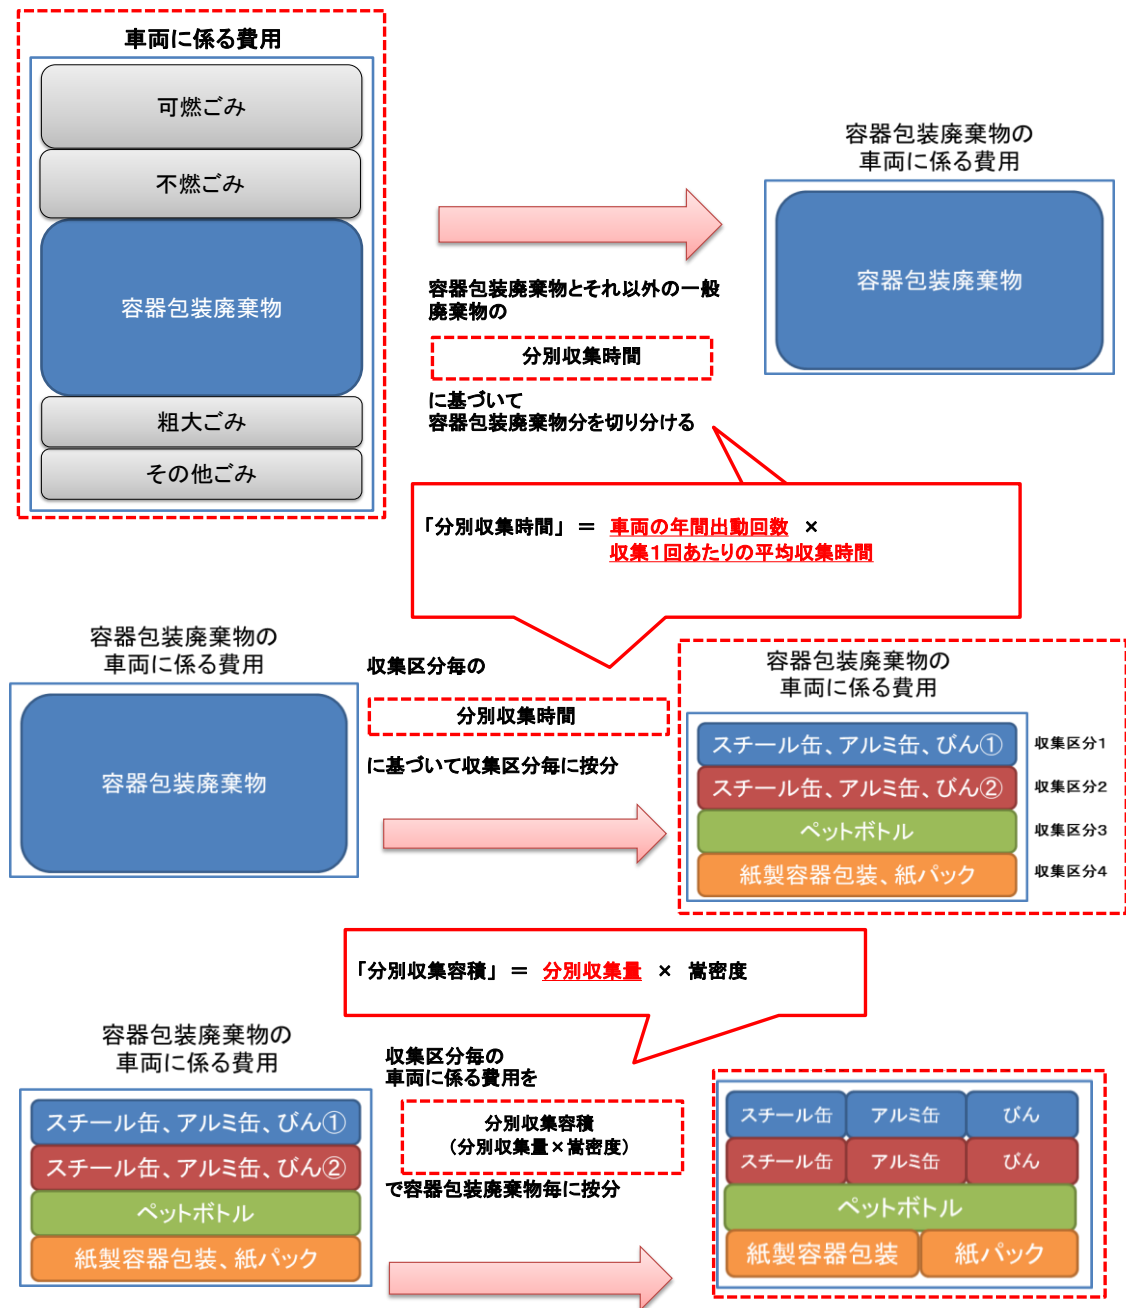 車両に係る費用
可燃ごみ
不燃ごみ
容器包装廃棄物
粗大ごみ
その他ごみ
容器包装廃棄物とそれ以外の一般
廃棄物の
分別収集時間
に基づいて
容器包装廃棄物分を切り分ける
容器包装廃棄物の
車両に係る費用
容器包装廃棄物
「分別収集時間」 ＝ 車両の年間出動回数 ×
収集1回あたりの平均収集時間
容器包装廃棄物の
車両に係る費用
容器包装廃棄物
収集区分毎の
分別収集時間
に基づいて収集区分毎に按分
容器包装廃棄物の
車両に係る費用
スチール缶、アルミ缶、びん① 収集区分1
スチール缶、アルミ缶、びん② 収集区分2
ペットボトル 収集区分3
紙製容器包装、紙パック 収集区分4
「分別収集容積」 ＝ 分別収集量 × 嵩密度
容器包装廃棄物の
車両に係る費用
スチール缶、アルミ缶、びん①
スチール缶、アルミ缶、びん②
ペットボトル
紙製容器包装、紙パック
収集区分毎の
車両に係る費用を
分別収集容積
（分別収集量×嵩密度）
で容器包装廃棄物毎に按分
スチール缶 アルミ缶 びん
スチール缶 アルミ缶 びん
ペットボトル
紙製容器包装 紙パック